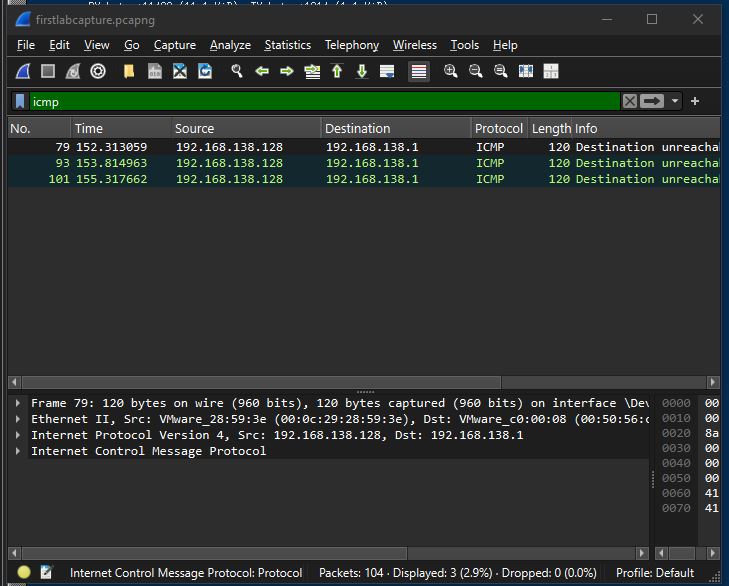 firstlabcapture.pcapng
File Edit View Go Capture Analyze Statistics Telephony Wireless Tools Help
icmp
No. Time Source Destination Protocol Length Info
79 152.313059 192.168.138.128 192.168.138.1 ICMP 120 Destination unreacha
93 153.814963 192.168.138.128 192.168.138.1 ICMP 120 Destination unreacha
101 155.317662 192.168.138.128 192.168.138.1 ICMP 120 Destination unreacha
Frame 79: 120 bytes on wire (960 bits), 120 bytes captured (960 bits) on interface \Dev
Ethernet II, Src: VMware_28:59:3e (00:0c:29:28:59:3e), Dst: VMware_c0:00:08 (00:50:56:c
Internet Protocol Version 4, Src: 192.168.138.128, Dst: 192.168.138.1
Internet Control Message Protocol
0000 00
0010 00
0020 8a
0030 00
0040 00
0050 00
0060 41
0070 41
Internet Control Message Protocol: Protocol Packets: 104 · Displayed: 3 (2.9%) · Dropped: 0 (0.0%) Profile: Default